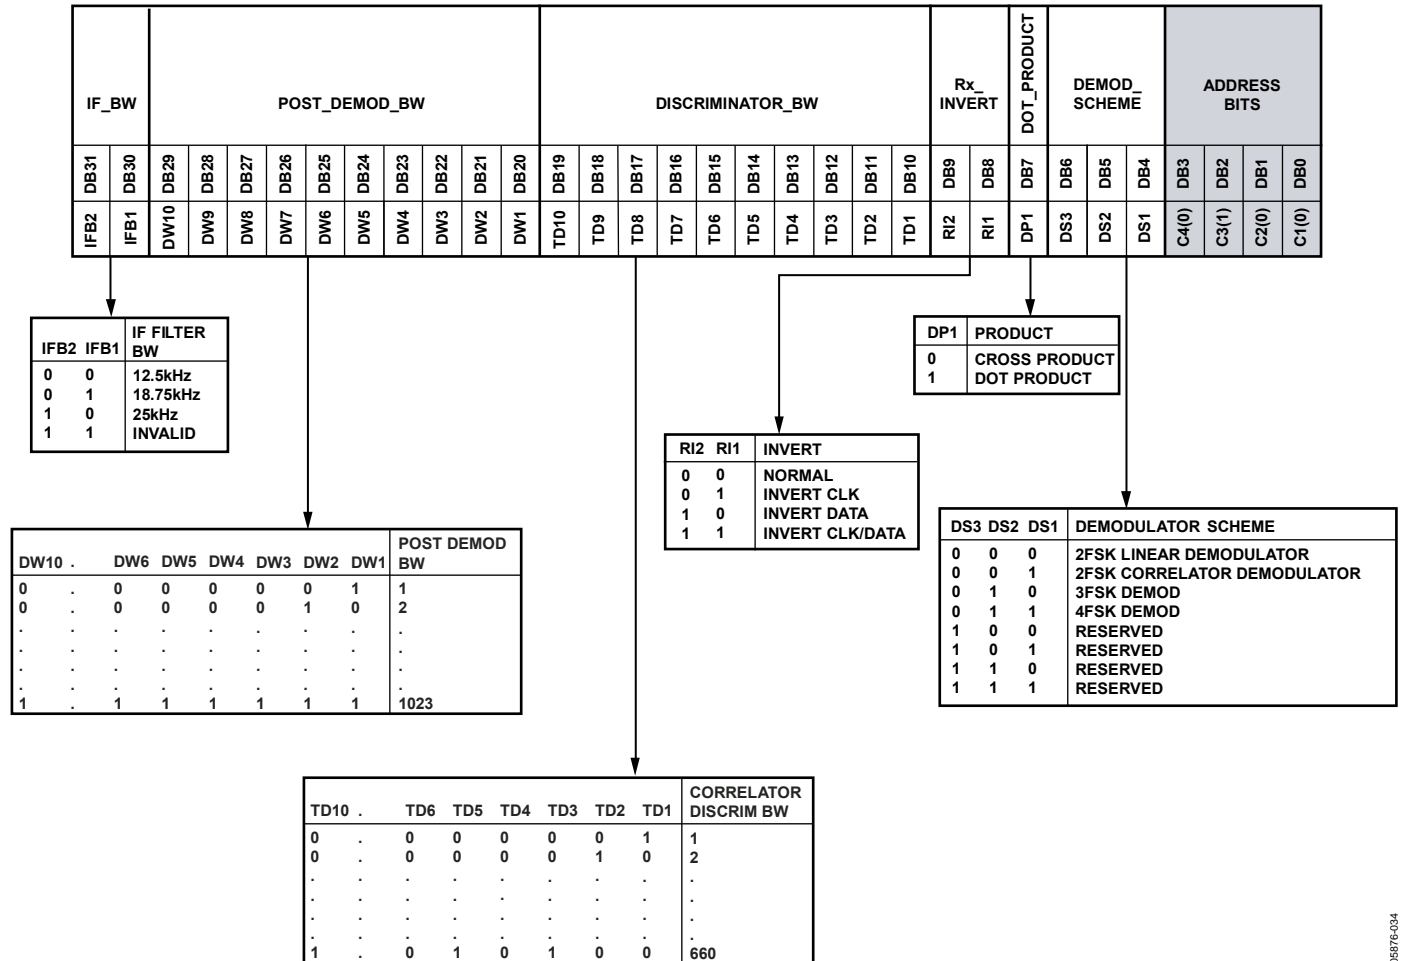 IF_BW POST_DEMOD_BW DISCRIMINATOR_BW Rx_ INVERT DOT_PRODUCT DEMOD_ SCHEME ADDRESS BITS
DB31 DB30 DB29 DB28 DB27 DB26 DB25 DB24 DB23 DB22 DB21 DB20 DB19 DB18 DB17 DB16 DB15 DB14 DB13 DB12 DB11 DB10 DB9 DB8 DB7 DB6 DB5 DB4 DB3 DB2 DB1 DB0
IFB2 IFB1 DW10 DW9 DW8 DW7 DW6 DW5 DW4 DW3 DW2 DW1 TD10 TD9 TD8 TD7 TD6 TD5 TD4 TD3 TD2 TD1 RI2 RI1 DP1 DS3 DS2 DS1 C4(0) C3(1) C2(0) C1(0)
IFB2 IFB1 IF FILTER BW
0 0 12.5kHz
0 1 18.75kHz
1 0 25kHz
1 1 INVALID
DP1 PRODUCT
0 CROSS PRODUCT
1 DOT PRODUCT
RI2 RI1 INVERT
0 0 NORMAL
0 1 INVERT CLK
1 0 INVERT DATA
1 1 INVERT CLK/DATA
DS3 DS2 DS1 DEMODULATOR SCHEME
0 0 0 2FSK LINEAR DEMODULATOR
0 0 1 2FSK CORRELATOR DEMODULATOR
0 1 0 3FSK DEMOD
0 1 1 4FSK DEMOD
1 0 0 RESERVED
1 0 1 RESERVED
1 1 0 RESERVED
1 1 1 RESERVED
DW10 . DW6 DW5 DW4 DW3 DW2 DW1 POST DEMOD BW
0 . 0 0 0 0 0 1 1
0 . 0 0 0 0 1 0 2
. . . . . . . . .
. . . . . . . . .
. . . . . . . . .
. . . . . . . . .
1 . 1 1 1 1 1 1 1023
TD10 . TD6 TD5 TD4 TD3 TD2 TD1 CORRELATOR DISCRIM BW
0 . 0 0 0 0 0 1 1
0 . 0 0 0 0 1 0 2
. . . . . . . . .
. . . . . . . . .
. . . . . . . . .
. . . . . . . . .
1 . 0 1 0 1 0 0 660
05876-034